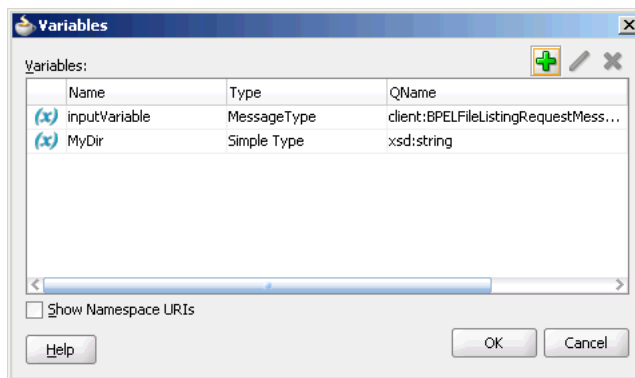 Variables
Variables:
Name Type QName
(x) inputVariable MessageType client:BPELFileListingRequestMess...
(x) MyDir Simple Type xsd:string
Show Namespace URIs
Help OK Cancel